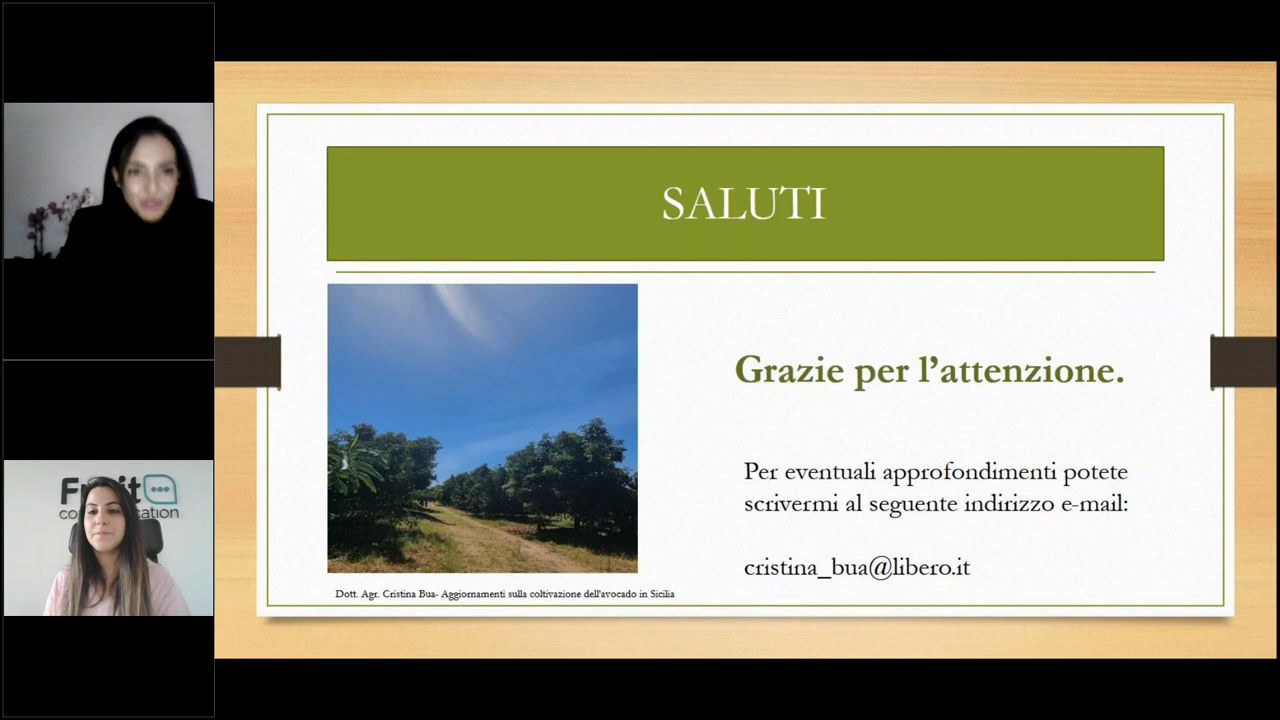 SALUTI
Grazie per l’attenzione.
Per eventuali approfondimenti potete
scrivermi al seguente indirizzo e-mail:
cristina_bua@libero.it
Dott. Agr. Cristina Bua- Aggiornamenti sulla coltivazione dell'avocado in Sicilia